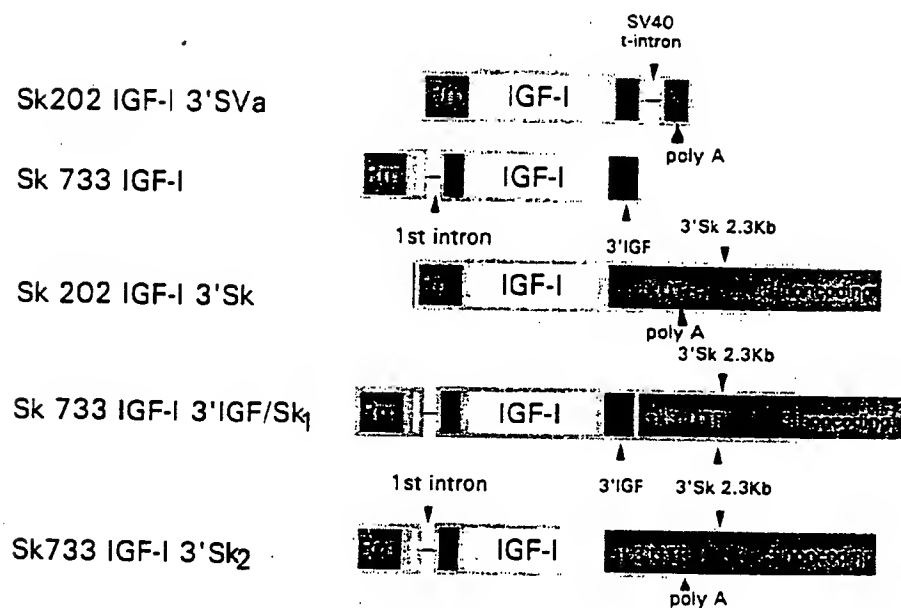 SV40
t-intron
Sk202 IGF-I 3'SVa
IGF-I
poly A
Sk 733 IGF-I
IGF-I
1st intron
3'IGF
3'Sk 2.3Kb
Sk 202 IGF-I 3'Sk
IGF-I
poly A
3'Sk 2.3Kb
Sk 733 IGF-I 3'IGF/Sk1
IGF-I
1st intron
3'IGF
3'Sk 2.3Kb
Sk733 IGF-I 3'Sk2
IGF-I
poly A